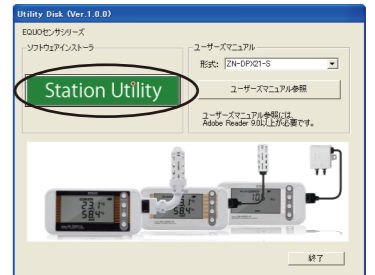 Utility Disk (Ver.1.0.0)
EQUOセンサシリーズ
ソフトウェアインストーラ
Station Utility
ユーザーズマニュアル
形式: ZN-DPX21-S
ユーザーズマニュアル参照
ユーザーズマニュアル参照には、
Adobe Reader 9.0以上が必要です。
終了